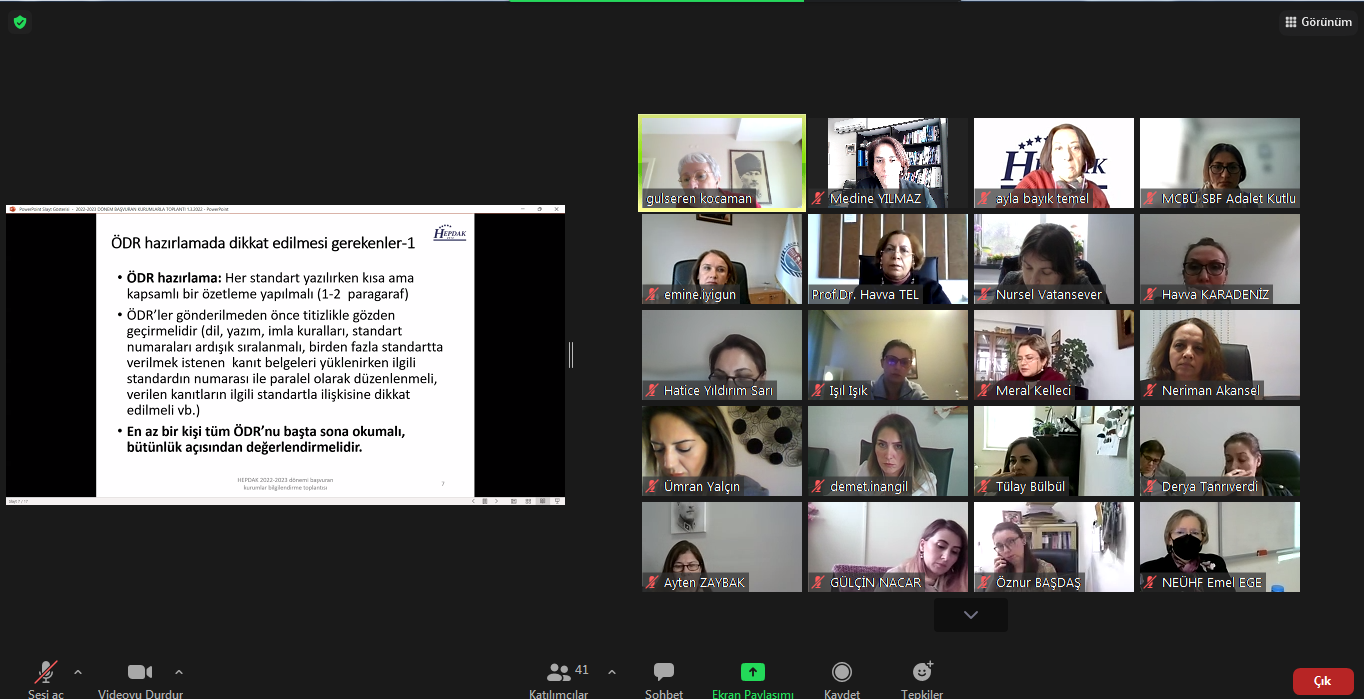 Görünüm
PowerPoint Slayt Gösterisi - 2022-2023 DÖNEM BAŞVURAN KURUMLARLA TOPLANTI 4.3.2022 - PowerPoint
ÖDR hazırlamada dikkat edilmesi gerekenler-1
HEPDAK
• ÖDR hazırlama: Her standart yazılırken kısa ama
kapsamlı bir özetleme yapılmalı (1-2 paragaraf)
• ÖDR’ler gönderilmeden önce titizlikle gözden
geçirmelidir (dil, yazım, imla kuralları, standart
numaraları ardışık sıralanmalı, birden fazla standartta
verilmek istenen kanıt belgeleri yüklenirken ilgili
standardın numarası ile paralel olarak düzenlenmeli,
verilen kanıtların ilgili standartla ilişkisine dikkat
edilmeli vb.)
• En az bir kişi tüm ÖDR’nu başta sona okumalı,
bütünlük açısından değerlendirmelidir.
HEPDAK 2022-2023 dönemi başvuran
kurumlar bilgilendirme toplantısı
7
gulseren kocaman
Medine YILMAZ
ayla bayık temel
MCBÜ SBF Adalet Kutlu
emine.iyigun
Prof.Dr. Havva TEL
Nursel Vatansever
Havva KARADENİZ
Hatice Yıldırım Sarı
Işıl Işık
Meral Kelleci
Neriman Akansel
Ümran Yalçın
demet.inangil
Tülay Bülbül
Derya Tanrıverdi
Ayten ZAYBAK
GÜLÇİN NACAR
Öznur BAŞDAŞ
NEÜHF Emel EGE
Sesi aç
Videoyu Durdur
41
Katılımcılar
Sohbet
Ekran Paylaşımı
Kaydet
Tepkiler
Çık